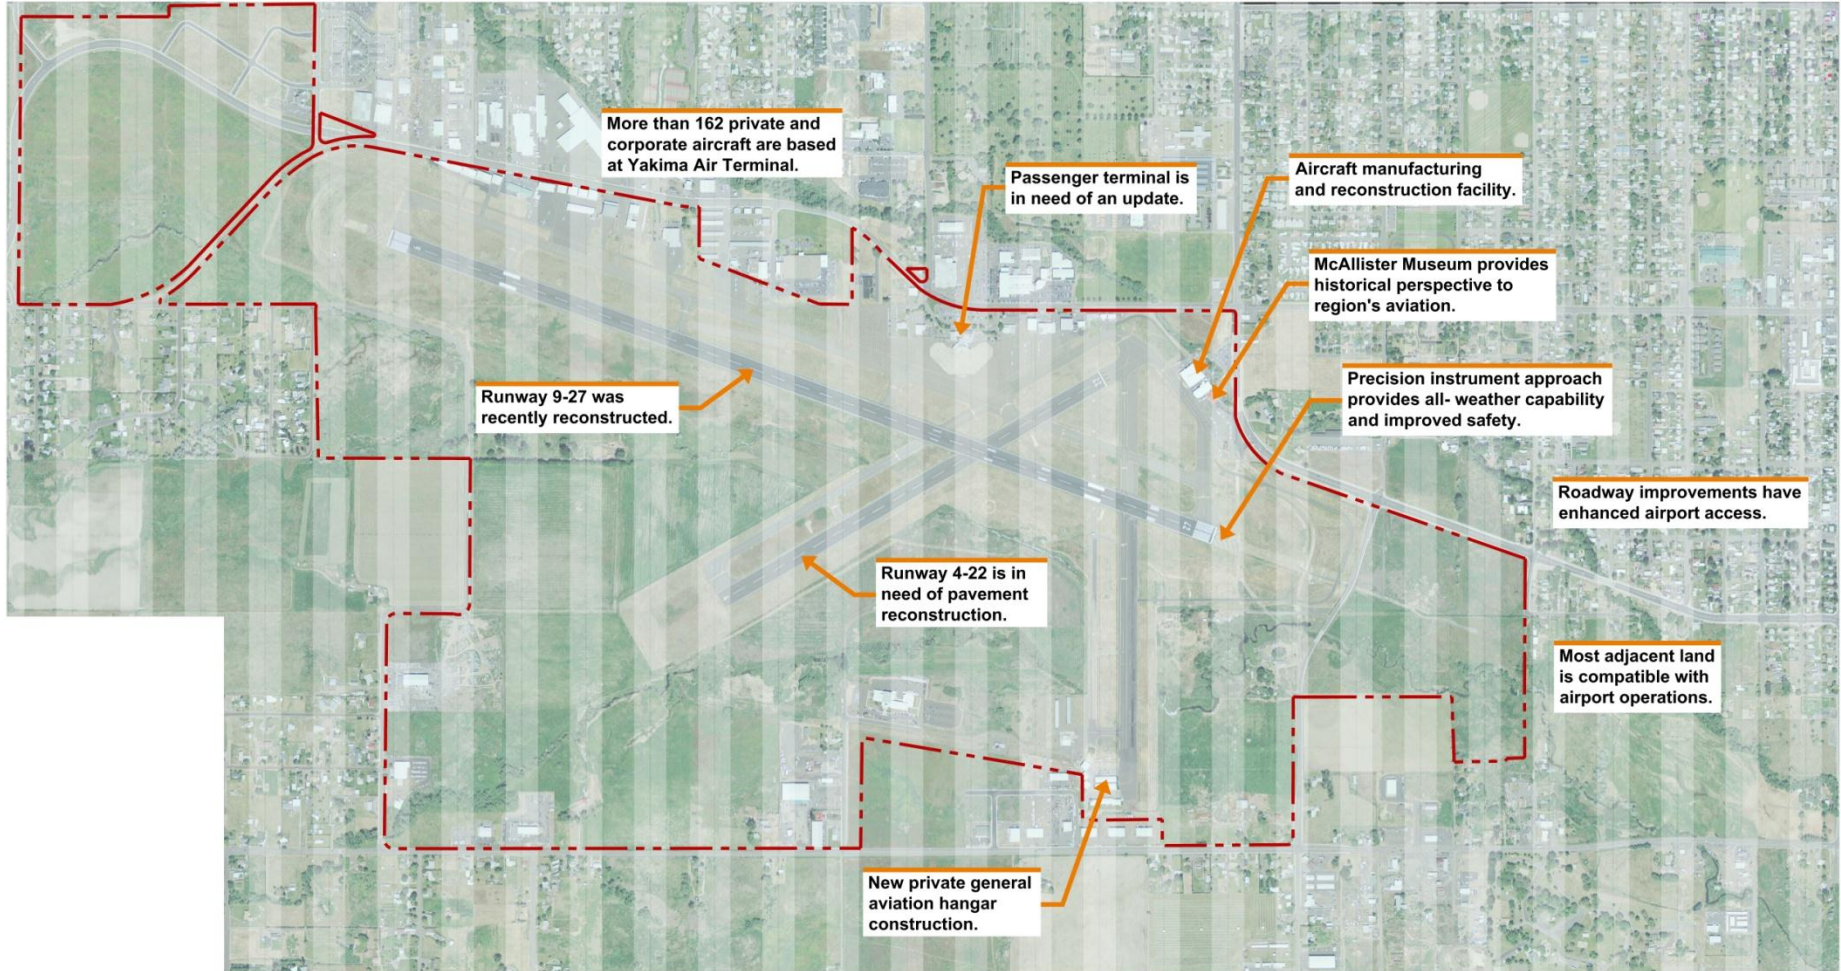 More than 162 private and
corporate aircraft are based
at Yakima Air Terminal.
Passenger terminal is
in need of an update.
Aircraft manufacturing
and reconstruction facility.
McAllister Museum provides
historical perspective to
region's aviation.
Runway 9-27 was
recently reconstructed.
Precision instrument approach
provides all- weather capability
and improved safety.
Roadway improvements have
enhanced airport access.
Runway 4-22 is in
need of pavement
reconstruction.
Most adjacent land
is compatible with
airport operations.
New private general
aviation hangar
construction.